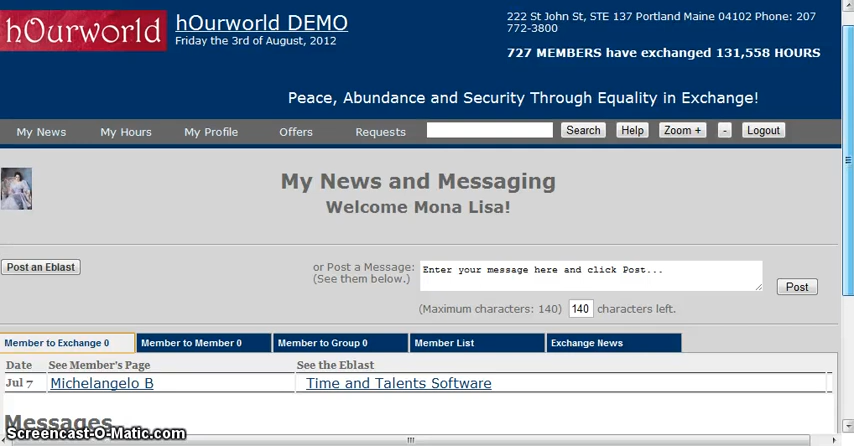 hOurworld
hOurworld DEMO
Friday the 3rd of August, 2012
222 St John St, STE 137 Portland Maine 04102 Phone: 207
772-3800
727 MEMBERS have exchanged 131,558 HOURS
Peace, Abundance and Security Through Equality in Exchange!
My News My Hours My Profile Offers Requests Search Help Zoom + - Logout
My News and Messaging
Welcome Mona Lisa!
Post an Eblast
or Post a Message:
(See them below.)
Enter your message here and click Post...
Post
(Maximum characters: 140) 140 characters left.
Member to Exchange 0 Member to Member 0 Member to Group 0 Member List Exchange News
Date See Member's Page See the Eblast
Jul 7 Michelangelo B Time and Talents Software
Messages
Screencast-O-Matic.com